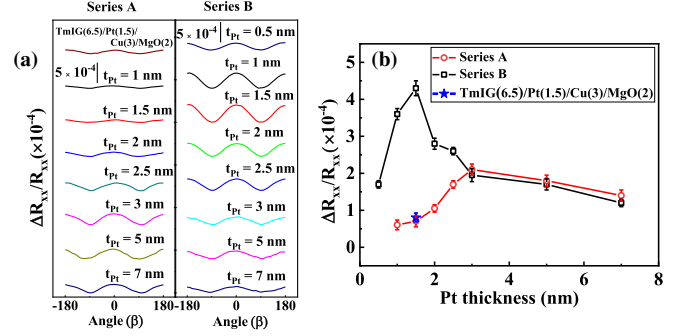 Series A
Series B
(a)
TmIG(6.5)/Pt(1.5)/
Cu(3)/MgO(2)
5 × 10⁻⁴
t_Pt = 1 nm
t_Pt = 1.5 nm
t_Pt = 2 nm
t_Pt = 2.5 nm
t_Pt = 3 nm
t_Pt = 5 nm
t_Pt = 7 nm
5 × 10⁻⁴
t_Pt = 0.5 nm
t_Pt = 1 nm
t_Pt = 1.5 nm
t_Pt = 2 nm
t_Pt = 2.5 nm
t_Pt = 3 nm
t_Pt = 5 nm
t_Pt = 7 nm
ΔR_xx/R_xx(×10⁻⁴)
-180 0 180
-180 0 180
Angle (β)
Angle (β)
(b)
Series A
Series B
TmIG(6.5)/Pt(1.5)/Cu(3)/MgO(2)
ΔR_xx/R_xx(×10⁻⁴)
5
4
3
2
1
0
0 2 4 6 8
Pt thickness (nm)